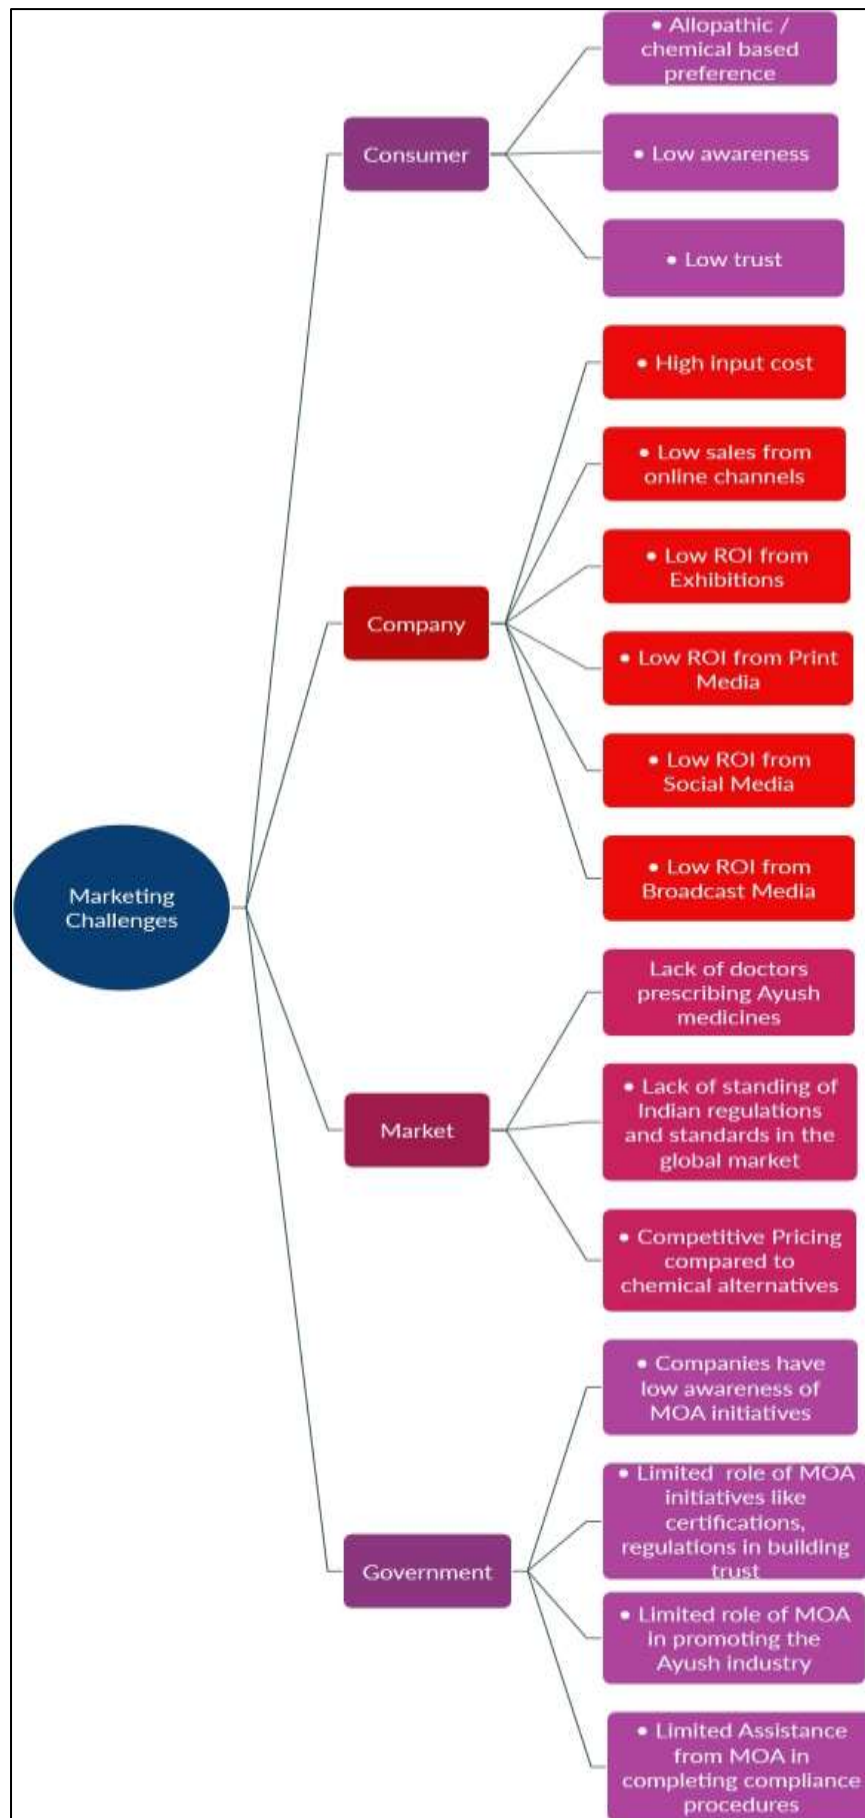 Marketing
Challenges
Consumer
• Allopathic /
chemical based
preference
• Low awareness
• Low trust
Company
• High input cost
• Low sales from
online channels
• Low ROI from
Exhibitions
• Low ROI from Print
Media
• Low ROI from
Social Media
• Low ROI from
Broadcast Media
Market
Lack of doctors
prescribing Ayush
medicines
• Lack of standing of
Indian regulations
and standards in the
global market
• Competitive Pricing
compared to
chemical alternatives
Government
• Companies have
low awareness of
MOA initiatives
• Limited role of MOA
initiatives like
certifications,
regulations in building
trust
• Limited role of MOA
in promoting the
Ayush industry
• Limited Assistance
from MOA in
completing compliance
procedures